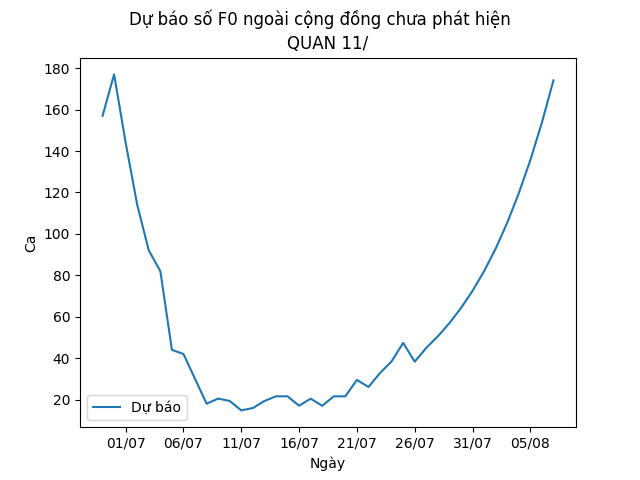 Dự báo số F0 ngoài cộng đồng chưa phát hiện
QUAN 11/
180
160
140
120
100
80
60
40
20
Ca
Dự báo
01/07 06/07 11/07 16/07 21/07 26/07 31/07 05/08
Ngày